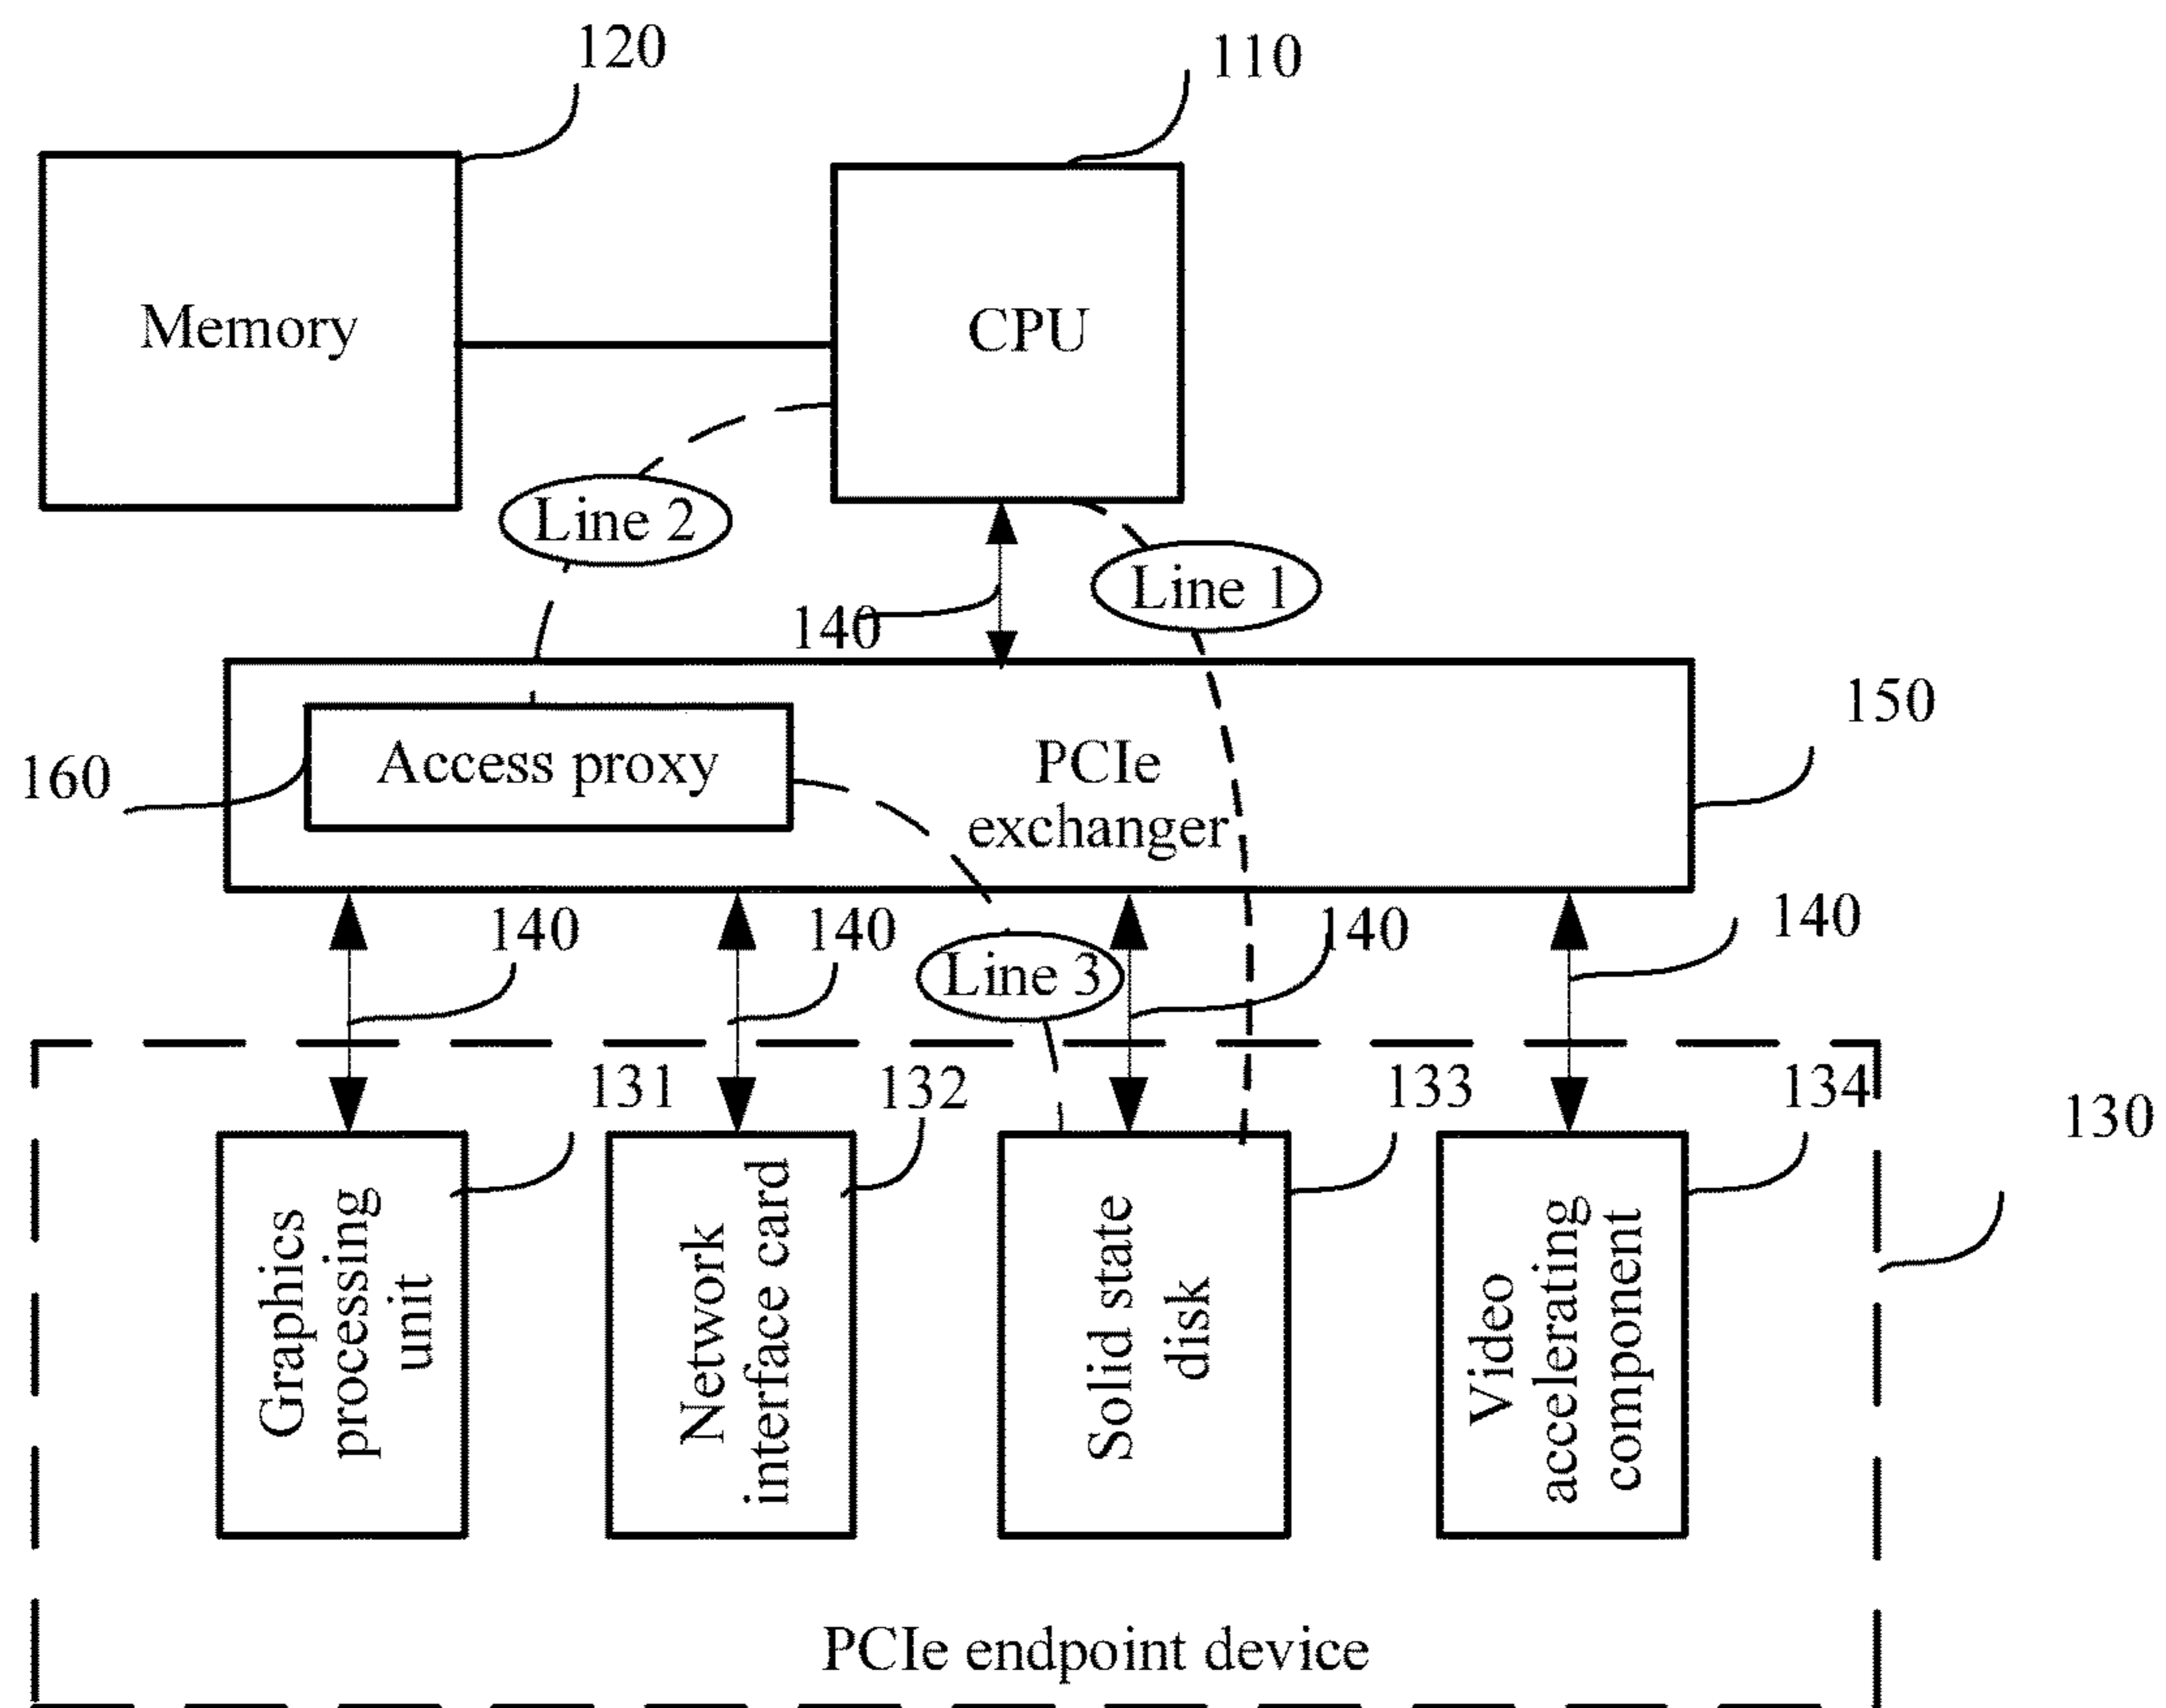 120
110
Memory
CPU
Line 2
Line 1
140
150
Access proxy
PCIe
exchanger
160
140
140
140
140
Line 3
131
132
133
134
130
Graphics
processing
unit
Network
interface card
Solid state
disk
Video
accelerating
component
PCIe endpoint device